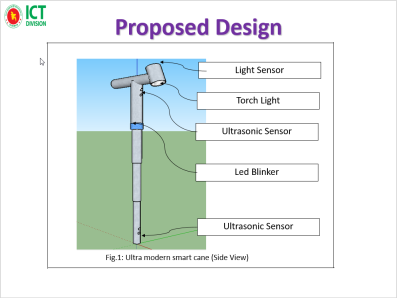 ICT
DIVISION
Proposed Design
Light Sensor
Torch Light
Ultrasonic Sensor
Led Blinker
Ultrasonic Sensor
Fig.1: Ultra modern smart cane (Side View)